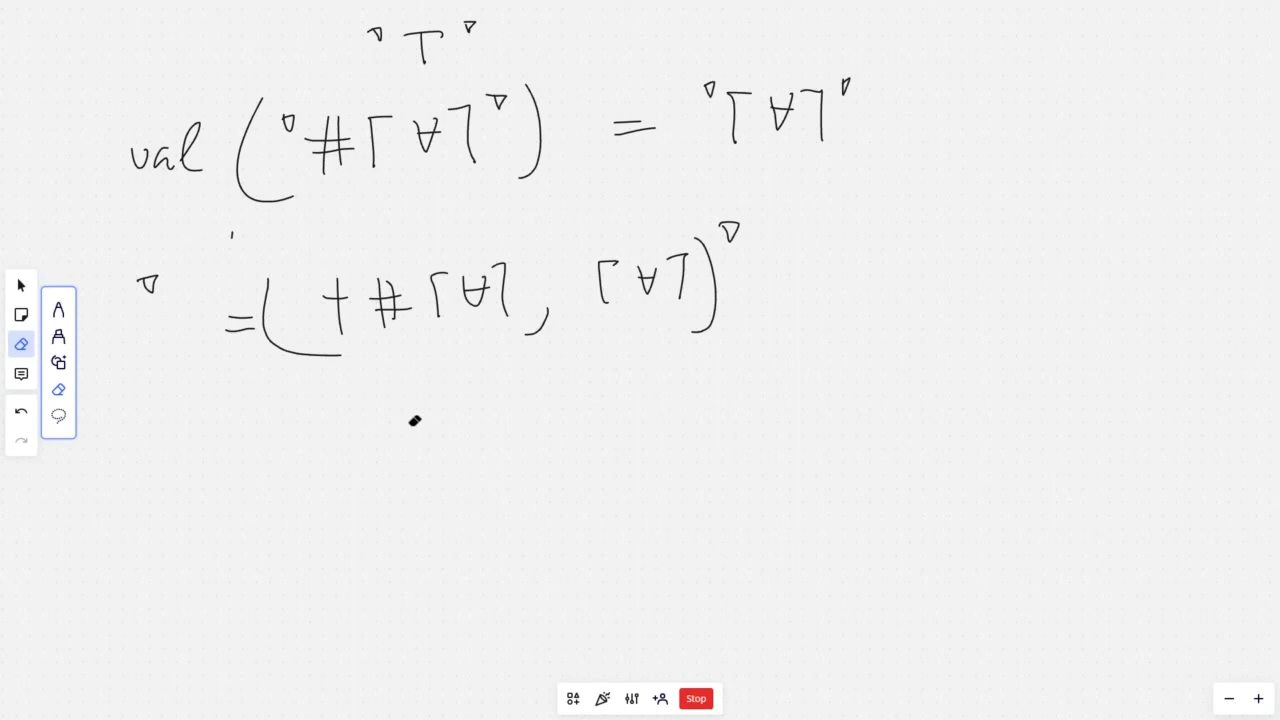 ▿ T ▿
val (▿#⌈∀⌉▿) = ▿⌈∀⌉▿
▿ =( †#⌈∀⌉, ⌈∀⌉)▿
Stop